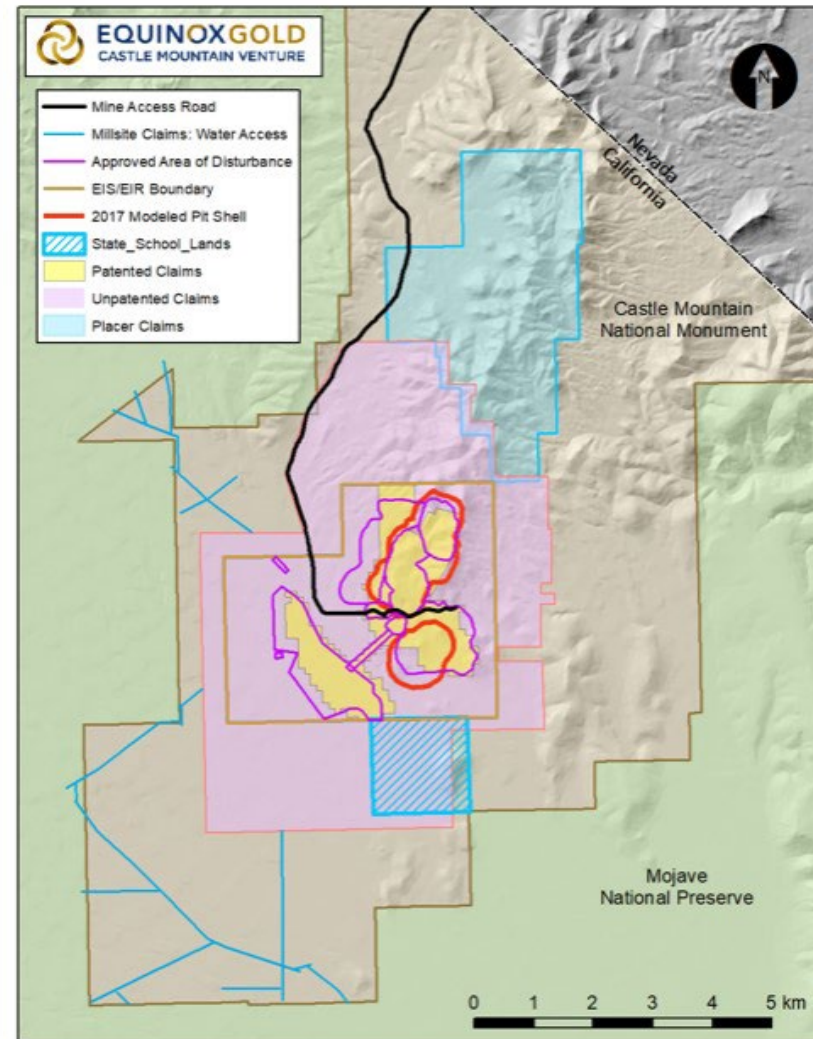 EQUINOXGOLD
CASTLE MOUNTAIN VENTURE
Mine Access Road
Millsite Claims: Water Access
Approved Area of Disturbance
EIS/EIR Boundary
2017 Modeled Pit Shell
State_School_Lands
Patented Claims
Unpatented Claims
Placer Claims
N
Nevada
California
Castle Mountain
National Monument
Mojave
National Preserve
0 1 2 3 4 5 km